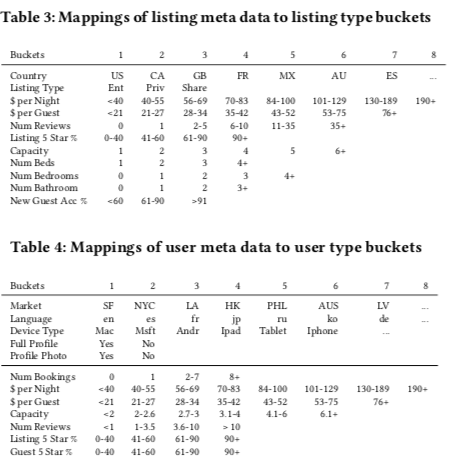 Table 3: Mappings of listing meta data to listing type buckets
Buckets 1 2 3 4 5 6 7 8
Country US CA GB FR MX AU ES ...
Listing Type Ent Priv Share
$ per Night <40 40-55 56-69 70-83 84-100 101-129 130-189 190+
$ per Guest <21 21-27 28-34 35-42 43-52 53-75 76+
Num Reviews 0 1 2-5 6-10 11-35 35+
Listing 5 Star % 0-40 41-60 61-90 90+
Capacity 1 2 3 4 5 6+
Num Beds 1 2 3 4+
Num Bedrooms 0 1 2 3 4+
Num Bathroom 0 1 2 3+
New Guest Acc % <60 61-90 >91
Table 4: Mappings of user meta data to user type buckets
Buckets 1 2 3 4 5 6 7 8
Market SF NYC LA HK PHL AUS LV ...
Language en es fr jp ru ko de ...
Device Type Mac Msft Andr Ipad Tablet Iphone ...
Full Profile Yes No
Profile Photo Yes No
Num Bookings 0 1 2-7 8+
$ per Night <40 40-55 56-69 70-83 84-100 101-129 130-189 190+
$ per Guest <21 21-27 28-34 35-42 43-52 53-75 76+
Capacity <2 2-2.6 2.7-3 3.1-4 4.1-6 6.1+
Num Reviews <1 1-3.5 3.6-10 > 10
Listing 5 Star % 0-40 41-60 61-90 90+
Guest 5 Star % 0-40 41-60 61-90 90+